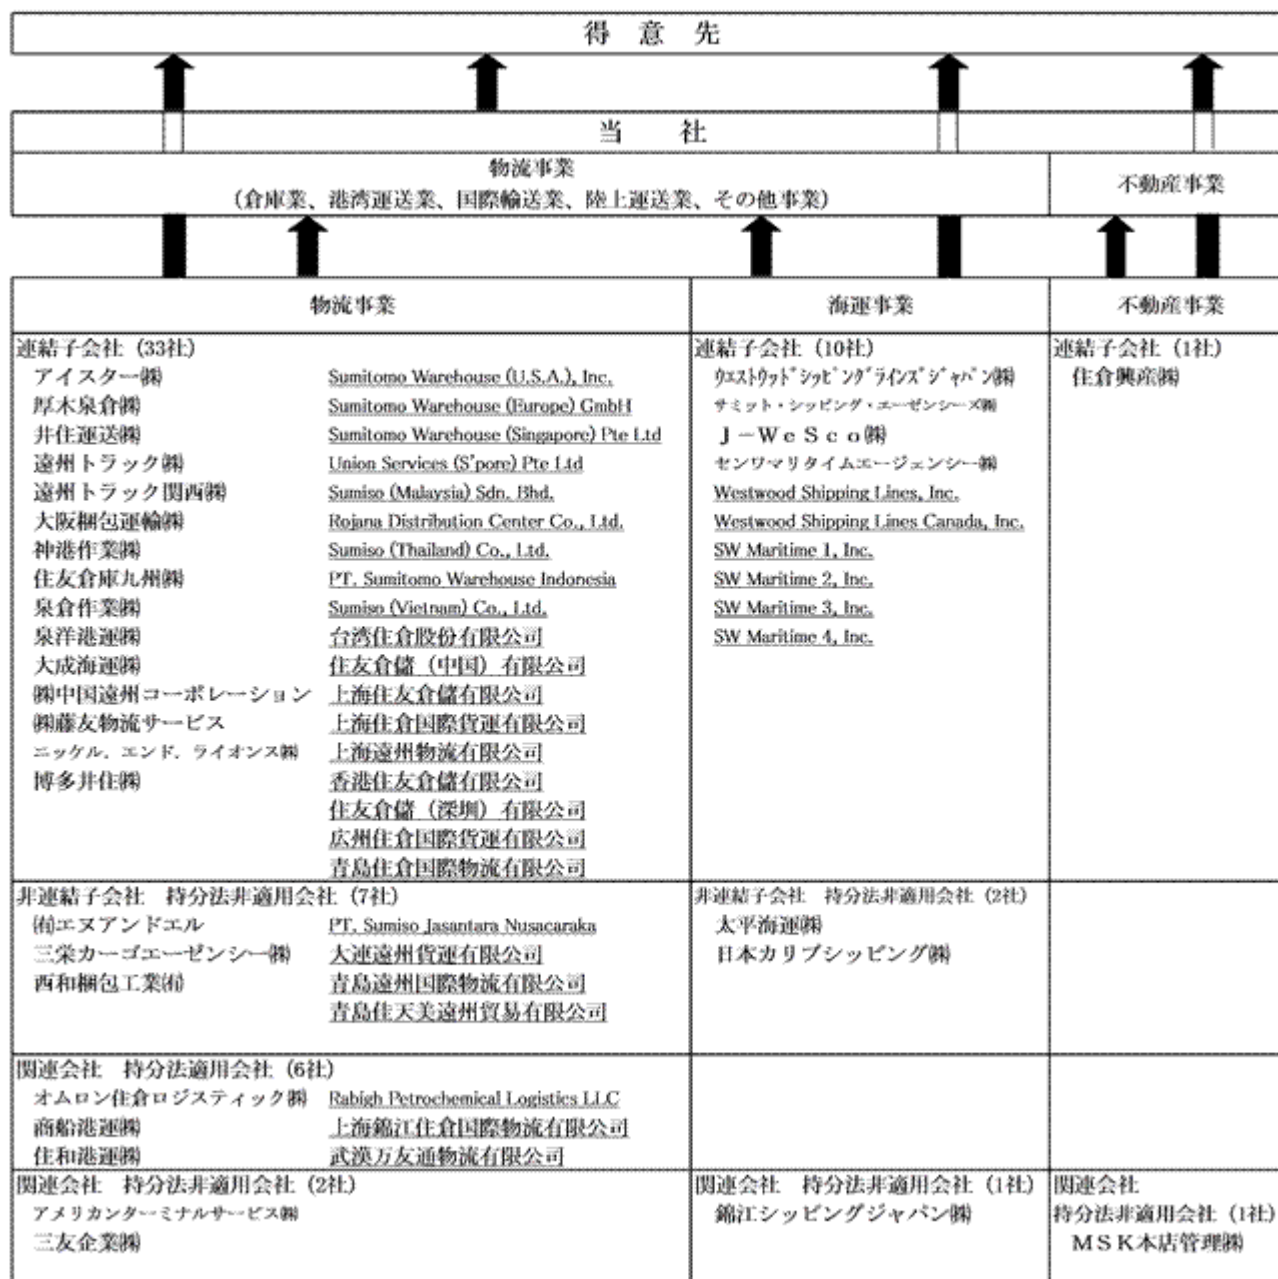 得 意 先
当 社
物流事業
(倉庫業、港湾運送業、国際輸送業、陸上運送業、その他事業)
不動産事業
物流事業
海運事業
不動産事業
連結子会社 (33社)
アイスター㈱
厚木泉倉㈱
井住運送㈱
遠州トラック㈱
遠州トラック関西㈱
大阪梱包運輸㈱
神港作業㈱
住友倉庫九州㈱
泉倉作業㈱
泉洋港運㈱
大成海運㈱
㈱中国遠州コーポレーション
㈱藤友物流サービス
ニッケル. エンド. ライオンス㈱
博多井住㈱
Sumitomo Warehouse (U.S.A.), Inc.
Sumitomo Warehouse (Europe) GmbH
Sumitomo Warehouse (Singapore) Pte Ltd
Union Services (S'pore) Pte Ltd
Sumiso (Malaysia) Sdn. Bhd.
Rojana Distribution Center Co., Ltd.
Sumiso (Thailand) Co., Ltd.
PT. Sumitomo Warehouse Indonesia
Sumiso (Vietnam) Co., Ltd.
台湾住倉股份有限公司
住友倉儲（中国）有限公司
上海住友倉儲有限公司
上海住倉国際貨運有限公司
上海遠州物流有限公司
香港住友倉儲有限公司
住友倉儲（深圳）有限公司
広州住倉国際貨運有限公司
青島住倉国際物流有限公司
連結子会社 (10社)
ｳｴｽﾄｳｯﾄﾞｼｯﾋﾟﾝｸﾞﾗｲﾝｽﾞｼﾞｬﾊﾟﾝ㈱
サミット・シッピング・エーゼンシーズ㈱
Ｊ－ＷｅＳｃｏ㈱
センワマリタイムエージェンシー㈱
Westwood Shipping Lines, Inc.
Westwood Shipping Lines Canada, Inc.
SW Maritime 1, Inc.
SW Maritime 2, Inc.
SW Maritime 3, Inc.
SW Maritime 4, Inc.
連結子会社 (1社)
住倉興産㈱
非連結子会社 持分法非適用会社 (7社)
㈲エヌアンドエル
三栄カーゴエーゼンシー㈱
西和梱包工業㈲
PT. Sumiso Jasantara Nusacaraka
大連遠州貨運有限公司
青島遠州国際物流有限公司
青島佳天美遠州貿易有限公司
非連結子会社 持分法非適用会社 (2社)
太平海運㈱
日本カリブシッピング㈱
関連会社 持分法適用会社 (6社)
オムロン住倉ロジスティック㈱
商船港運㈱
住和港運㈱
Rabigh Petrochemical Logistics LLC
上海錦江住倉国際物流有限公司
武漢万友通物流有限公司
関連会社 持分法非適用会社 (2社)
アメリカンターミナルサービス㈱
三友企業㈱
関連会社 持分法非適用会社 (1社)
錦江シッピングジャパン㈱
関連会社
持分法非適用会社 (1社)
ＭＳＫ本店管理㈱